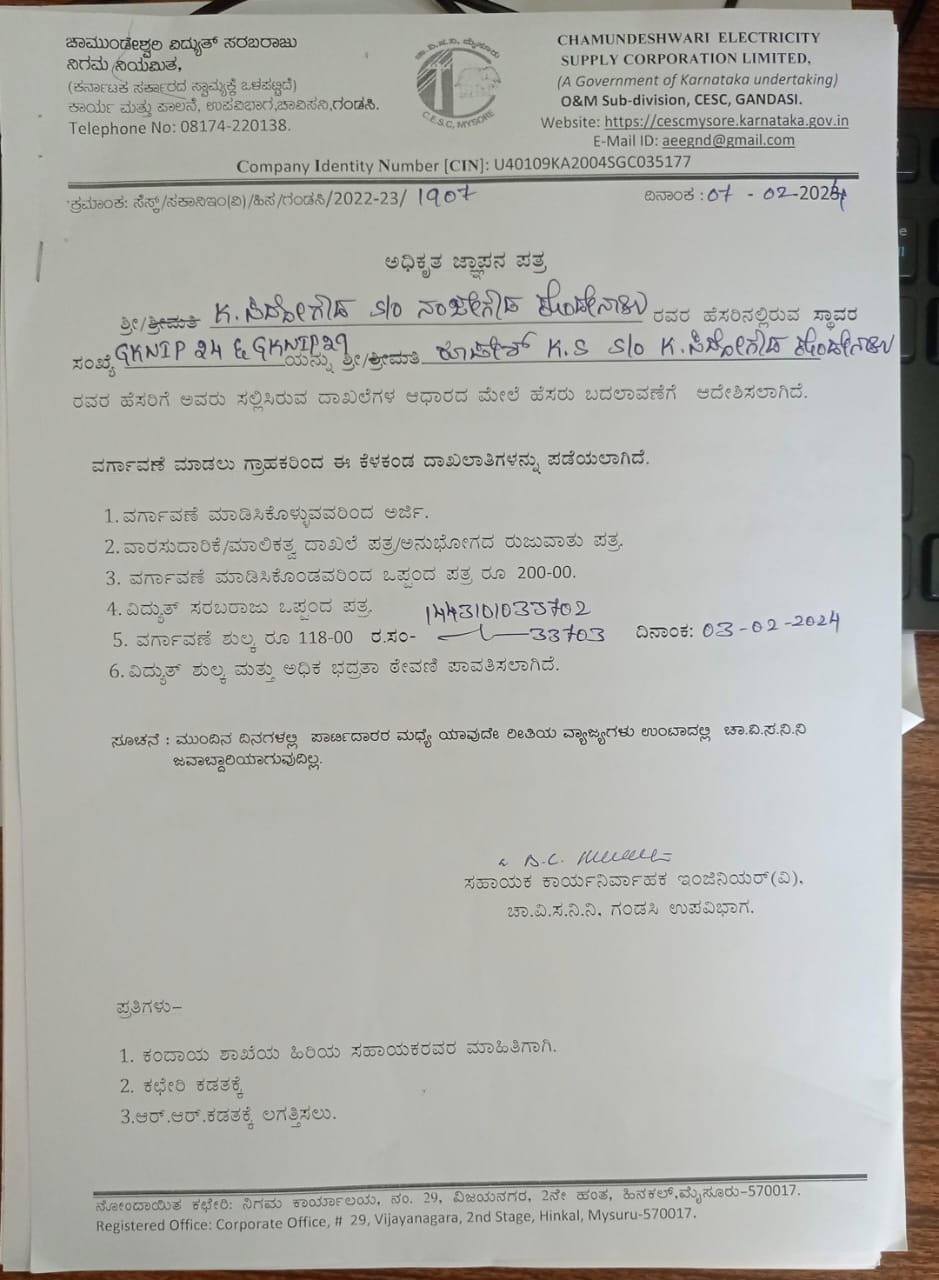 ಚಾಮುಂಡೇಶ್ವರಿ ವಿದ್ಯುತ್ ಸರಬರಾಜು
ನಿಗಮ ನಿಯಮಿತ,
(ಕರ್ನಾಟಕ ಸರ್ಕಾರದ ಸ್ವಾಮ್ಯಕ್ಕೆ ಒಳಪಟ್ಟದೆ)
ಕಾರ್ಯ ಮತ್ತು ಪಾಲನೆ, ಉಪವಿಭಾಗ,ಚಾವಿಸನಿ,ಗಂಡಸಿ.
Telephone No: 08174-220138.
ಚಾ.ವಿ.ಸ.ನಿ, ಮೈಸೂರು
C.E.S.C, MYSORE
CHAMUNDESHWARI ELECTRICITY
SUPPLY CORPORATION LIMITED,
(A Government of Karnataka undertaking)
O&M Sub-division, CESC, GANDASI.
Website: https://cescmysore.karnataka.gov.in
E-Mail ID: aeegnd@gmail.com
Company Identity Number [CIN]: U40109KA2004SGC035177
ಕ್ರಮಾಂಕ: ಸೆಸ್ಕ್/ಸಕಾನಿಇಂ(ವಿ)/ಹಿಸ/ಗಂಡಸಿ/2022-23/ 1907 ದಿನಾಂಕ : 07 - 02-2024
ಅಧಿಕೃತ ಜ್ಞಾಪನ ಪತ್ರ
ಶ್ರೀ/ಶ್ರೀಮತಿ K. ಸಿದ್ದೇಗೌಡ S/O ನಂಜೇಗೌಡ ರವರ ಹೆಸರಿನಲ್ಲಿರುವ ಸ್ಥಾವರ
ಸಂಖ್ಯೆ GKNIP 24 & GKNIP29 ಯನ್ನು ಶ್ರೀ/ಶ್ರೀಮತಿ K.S S/O K. ಸಿದ್ದೇಗೌಡ
ರವರ ಹೆಸರಿಗೆ ಅವರು ಸಲ್ಲಿಸಿರುವ ದಾಖಲೆಗಳ ಆಧಾರದ ಮೇಲೆ ಹೆಸರು ಬದಲಾವಣೆಗೆ ಆದೇಶಿಸಲಾಗಿದೆ.
ವರ್ಗಾವಣೆ ಮಾಡಲು ಗ್ರಾಹಕರಿಂದ ಈ ಕೆಳಕಂಡ ದಾಖಲಾತಿಗಳನ್ನು ಪಡೆಯಲಾಗಿದೆ.
1. ವರ್ಗಾವಣೆ ಮಾಡಿಸಿಕೊಳ್ಳುವವರಿಂದ ಅರ್ಜಿ.
2. ವಾರಸುದಾರಿಕೆ/ಮಾಲಿಕತ್ವ ದಾಖಲೆ ಪತ್ರ/ಅನುಭೋಗದ ರುಜುವಾತು ಪತ್ರ.
3. ವರ್ಗಾವಣೆ ಮಾಡಿಸಿಕೊಂಡವರಿಂದ ಒಪ್ಪಂದ ಪತ್ರ ರೂ 200-00.
4. ವಿದ್ಯುತ್ ಸರಬರಾಜು ಒಪ್ಪಂದ ಪತ್ರ. 1443101033702
5. ವರ್ಗಾವಣೆ ಶುಲ್ಕ ರೂ 118-00 ರ.ಸಂ- 33703 ದಿನಾಂಕ: 03-02-2024
6. ವಿದ್ಯುತ್ ಶುಲ್ಕ ಮತ್ತು ಅಧಿಕ ಭದ್ರತಾ ಠೇವಣಿ ಪಾವತಿಸಲಾಗಿದೆ.
ಸೂಚನೆ : ಮುಂದಿನ ದಿನಗಳಲ್ಲಿ ಪಾರ್ಟಿದಾರರ ಮಧ್ಯೆ ಯಾವುದೇ ರೀತಿಯ ವ್ಯಾಜ್ಯಗಳು ಉಂಟಾದಲ್ಲಿ ಚಾ.ವಿ.ಸ.ನಿ.ನಿ
ಜವಾಬ್ದಾರಿಯಾಗುವುದಿಲ್ಲ.
ಸಹಾಯಕ ಕಾರ್ಯನಿರ್ವಾಹಕ ಇಂಜಿನಿಯರ್(ವಿ),
ಚಾ.ವಿ.ಸ.ನಿ.ನಿ, ಗಂಡಸಿ ಉಪವಿಭಾಗ.
ಪ್ರತಿಗಳು-
1. ಕಂದಾಯ ಶಾಖೆಯ ಹಿರಿಯ ಸಹಾಯಕರವರ ಮಾಹಿತಿಗಾಗಿ.
2. ಕಛೇರಿ ಕಡತಕ್ಕೆ
3.ಆರ್.ಆರ್.ಕಡತಕ್ಕೆ ಲಗತ್ತಿಸಲು.
ನೋಂದಾಯಿತ ಕಛೇರಿ: ನಿಗಮ ಕಾರ್ಯಾಲಯ, ನಂ. 29, ವಿಜಯನಗರ, 2ನೇ ಹಂತ, ಹಿನಕಲ್,ಮೈಸೂರು-570017.
Registered Office: Corporate Office, # 29, Vijayanagara, 2nd Stage, Hinkal, Mysuru-570017.